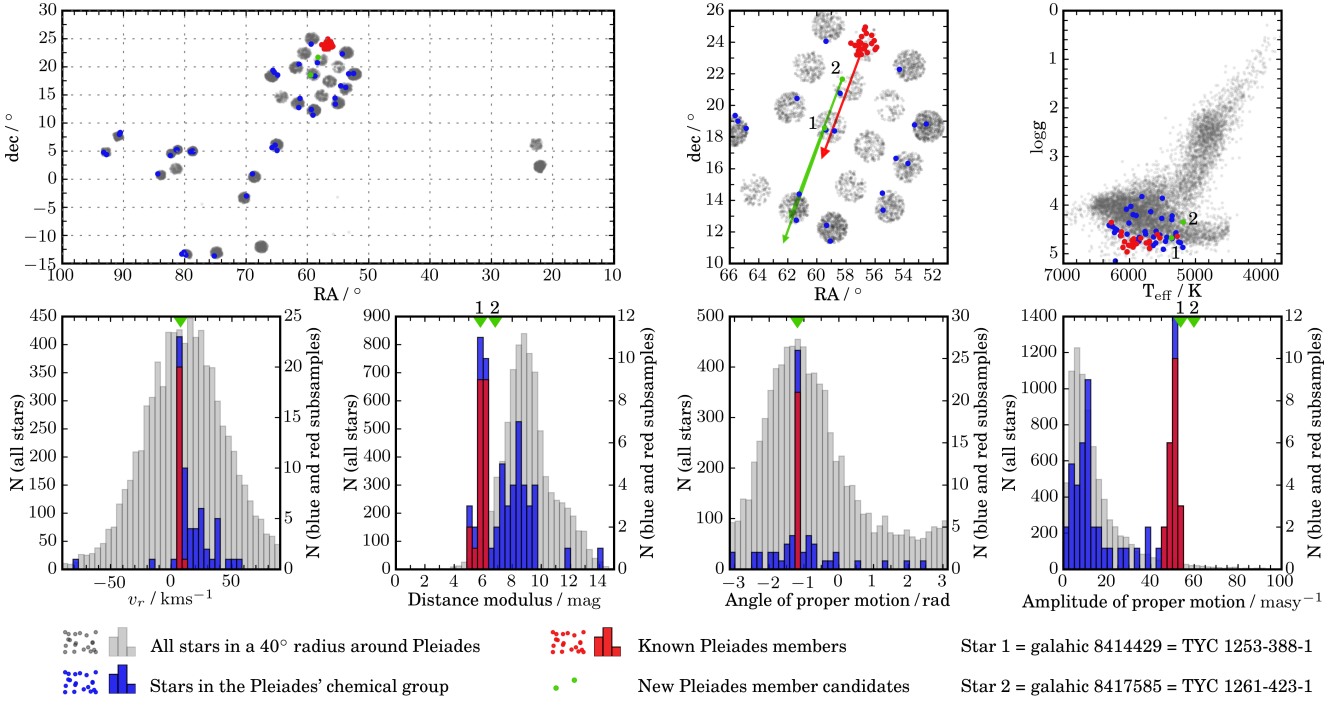 dec / °
30
25
20
15
10
5
0
−5
−10
−15
100 90 80 70 60 50 40 30 20 10
RA / °
dec / °
26
24
22
20
18
16
14
12
10
2
1
66 64 62 60 58 56 54 52
RA / °
logg
0
1
2
3
4
5
2
1
7000 6000 5000 4000
T_eff / K
N (all stars)
450
400
350
300
250
200
150
100
50
0
25
20
15
10
5
0
N (blue and red subsamples)
−50 0 50
v_r / kms⁻¹
1 2
N (all stars)
900
800
700
600
500
400
300
200
100
0
12
10
8
6
4
2
0
N (blue and red subsamples)
0 2 4 6 8 10 12 14
Distance modulus / mag
N (all stars)
500
400
300
200
100
0
30
25
20
15
10
5
0
N (blue and red subsamples)
−3 −2 −1 0 1 2 3
Angle of proper motion / rad
1 2
N (all stars)
1400
1200
1000
800
600
400
200
0
12
10
8
6
4
2
0
N (blue and red subsamples)
0 20 40 60 80 100
Amplitude of proper motion / masy⁻¹
All stars in a 40° radius around Pleiades
Known Pleiades members
Star 1 = galahic 8414429 = TYC 1253-388-1
Stars in the Pleiades' chemical group
New Pleiades member candidates
Star 2 = galahic 8417585 = TYC 1261-423-1